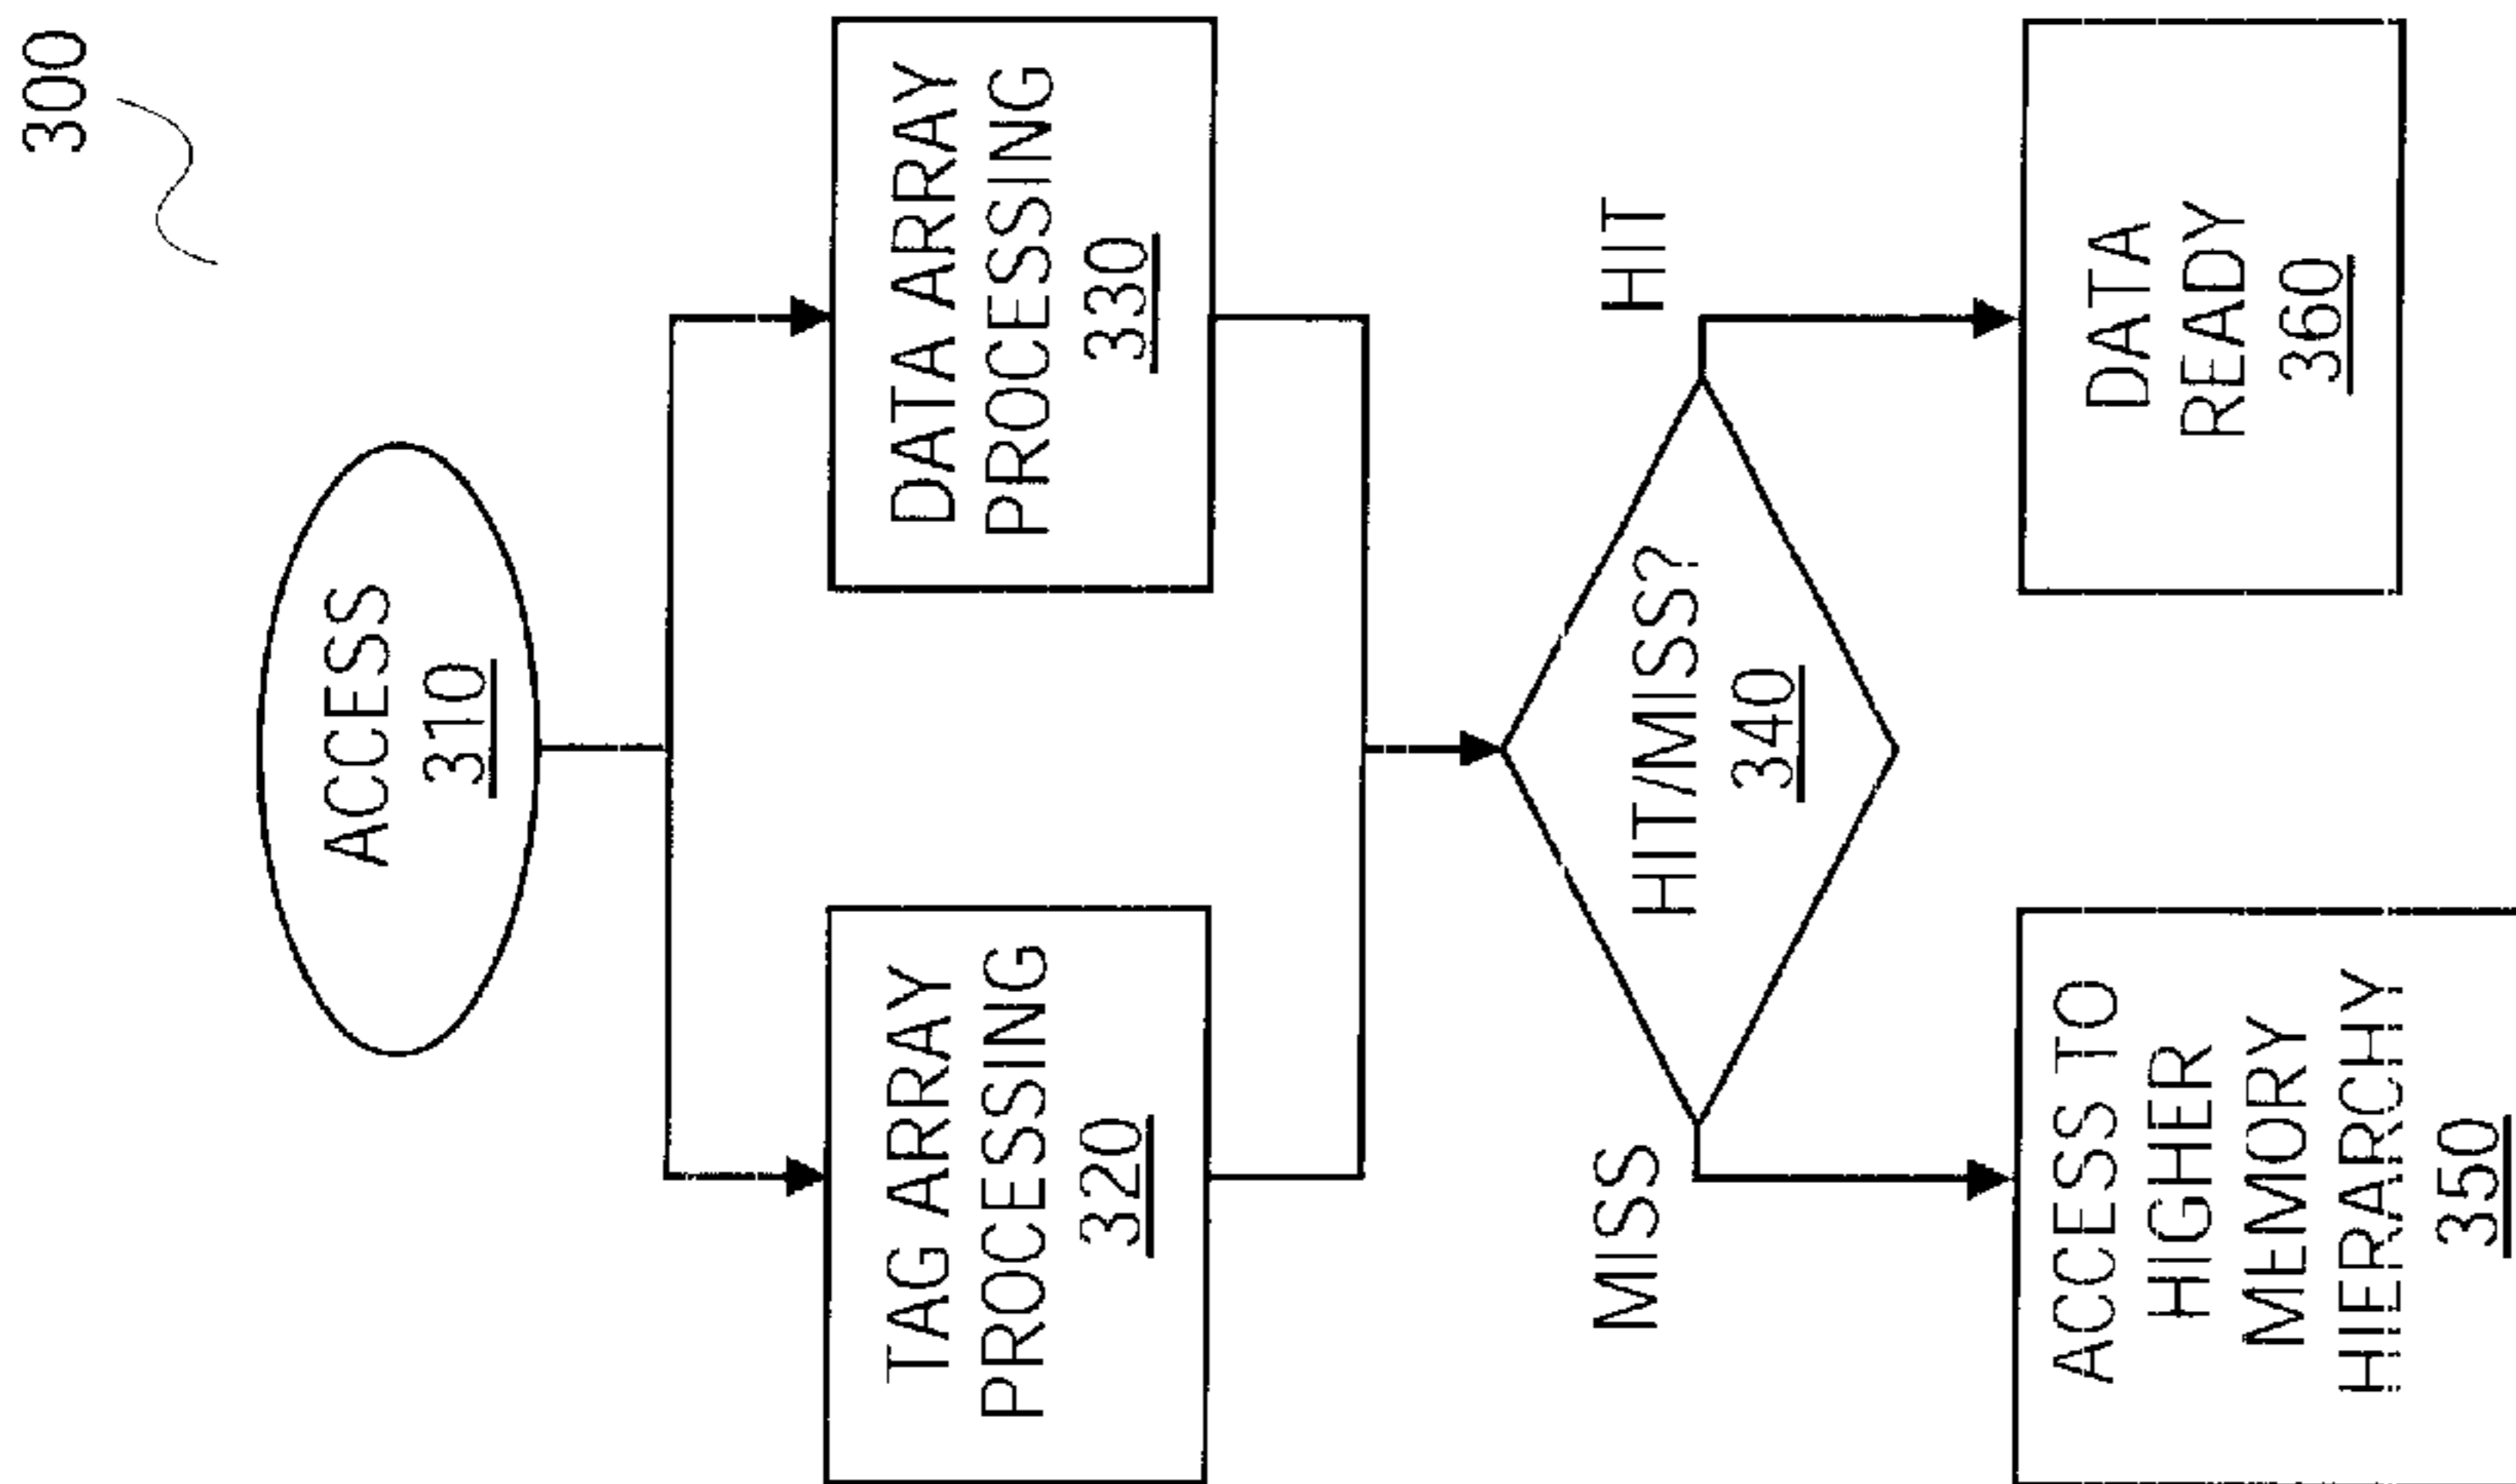 300
ACCESS
310
TAG ARRAY
PROCESSING
320
DATA ARRAY
PROCESSING
330
HIT/MISS?
340
MISS
HIT
ACCESS TO
HIGHER
MEMORY
HIERARCHY
350
DATA
READY
360